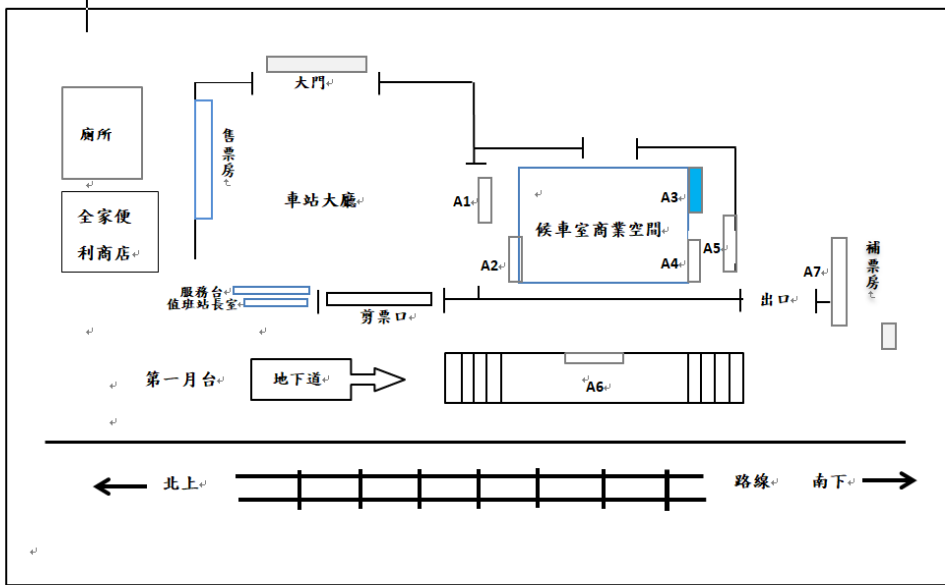 大門
廁所
售票房
全家便
利商店
車站大廳
A1
A2
候車室商業空間
A3
A4
A5
A7
補票房
服務台
值班站長室
剪票口
出口
第一月台
地下道
A6
北上
路線
南下